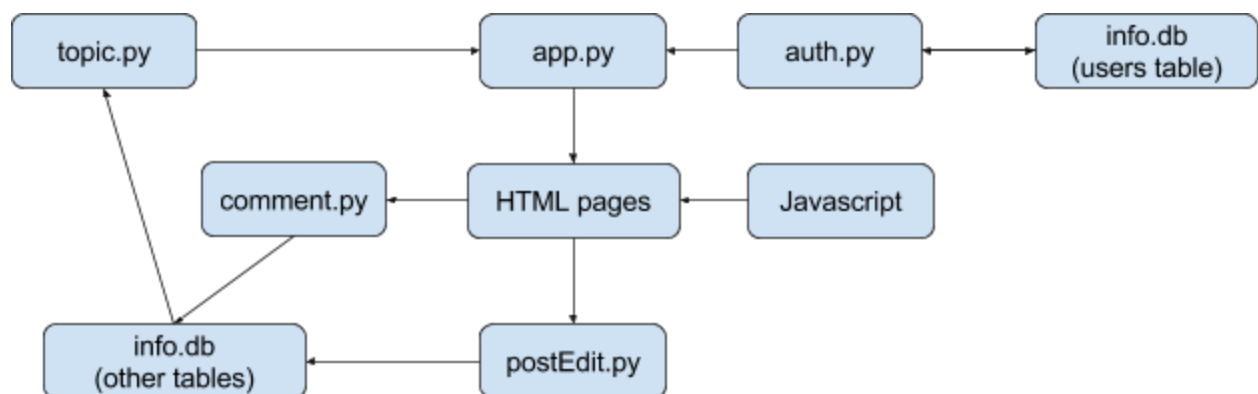 topic.py
app.py
auth.py
info.db
(users table)
comment.py
HTML pages
Javascript
info.db
(other tables)
postEdit.py